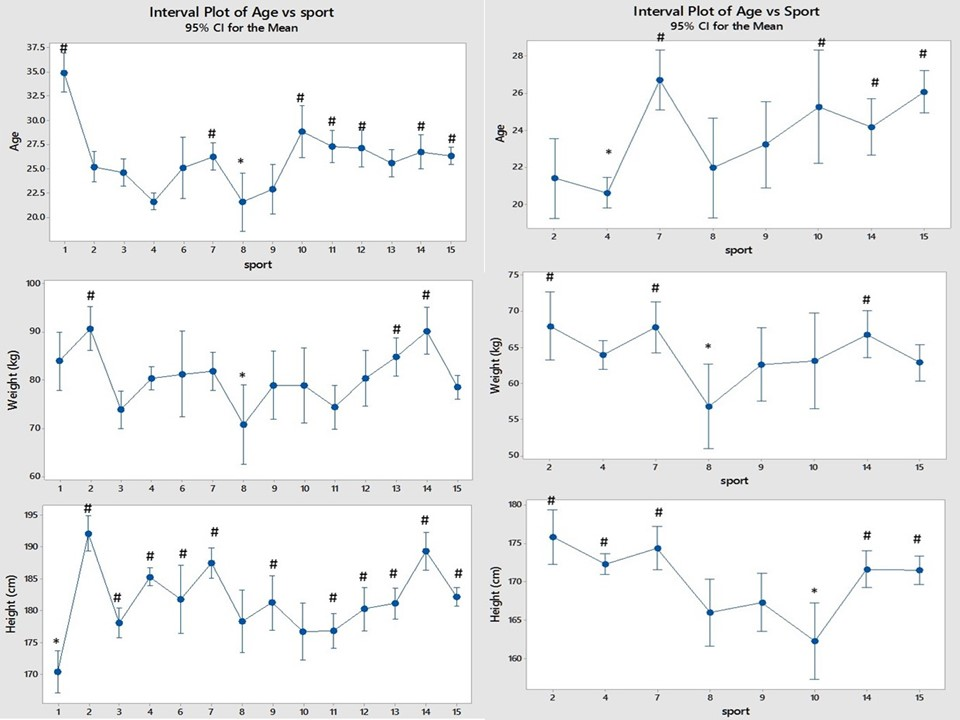 Interval Plot of Age vs sport
95% CI for the Mean
37.5
35.0
32.5
30.0
27.5
25.0
22.5
20.0
Age
# # * # # # # #
1 2 3 4 6 7 8 9 10 11 12 13 14 15
sport
100
90
80
70
60
Weight (kg)
# * # #
1 2 3 4 6 7 8 9 10 11 12 13 14 15
195
190
185
180
175
170
Height (cm)
* # # # # # # # # # # #
1 2 3 4 6 7 8 9 10 11 12 13 14 15
Interval Plot of Age vs Sport
95% CI for the Mean
28
26
24
22
20
Age
* # # # #
2 4 7 8 9 10 14 15
sport
75
70
65
60
55
50
Weight (kg)
# # * #
2 4 7 8 9 10 14 15
sport
180
175
170
165
160
Height (cm)
# # # * # #
2 4 7 8 9 10 14 15
sport